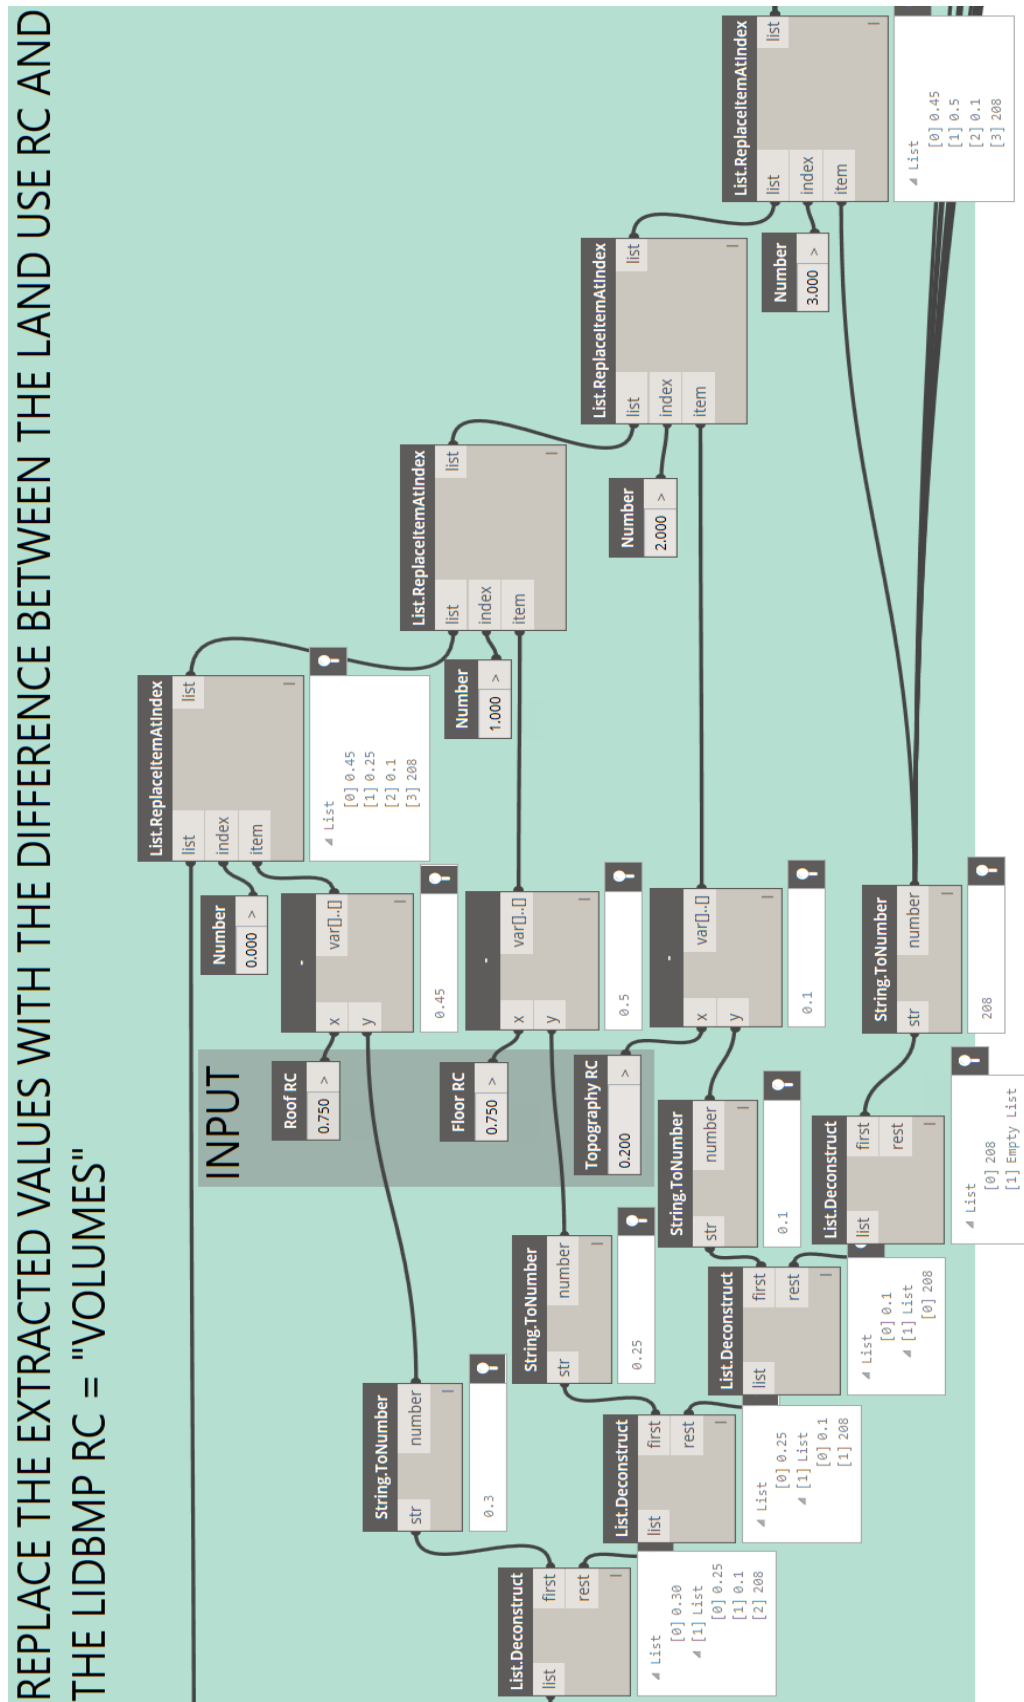 REPLACE THE EXTRACTED VALUES WITH THE DIFFERENCE BETWEEN THE LAND USE RC AND
THE LIDBMP RC = "VOLUMES"
List.Deconstruct
list
first
rest
List
[0] 0.30
[1] List
[0] 0.25
[1] 0.1
[2] 208
String.ToNumber
str
number
0.3
List.Deconstruct
list
first
rest
List
[0] 0.25
[1] List
[0] 0.1
[1] 208
String.ToNumber
str
number
0.25
List.Deconstruct
list
first
rest
List
[0] 0.1
[1] List
[0] 208
String.ToNumber
str
number
0.1
List.Deconstruct
list
first
rest
List
[0] 208
[1] Empty List
String.ToNumber
str
number
208
INPUT
Roof RC
0.750 >
Floor RC
0.750 >
Topography RC
0.200 >
-
x
y
var[]..[]
0.45
-
x
y
var[]..[]
0.5
-
x
y
var[]..[]
0.1
Number
0.000 >
List.ReplaceItemAtIndex
list
index
item
list
List
[0] 0.45
[1] 0.25
[2] 0.1
[3] 208
Number
1.000 >
List.ReplaceItemAtIndex
list
index
item
list
Number
2.000 >
List.ReplaceItemAtIndex
list
index
item
list
Number
3.000 >
List.ReplaceItemAtIndex
list
index
item
list
List
[0] 0.45
[1] 0.5
[2] 0.1
[3] 208